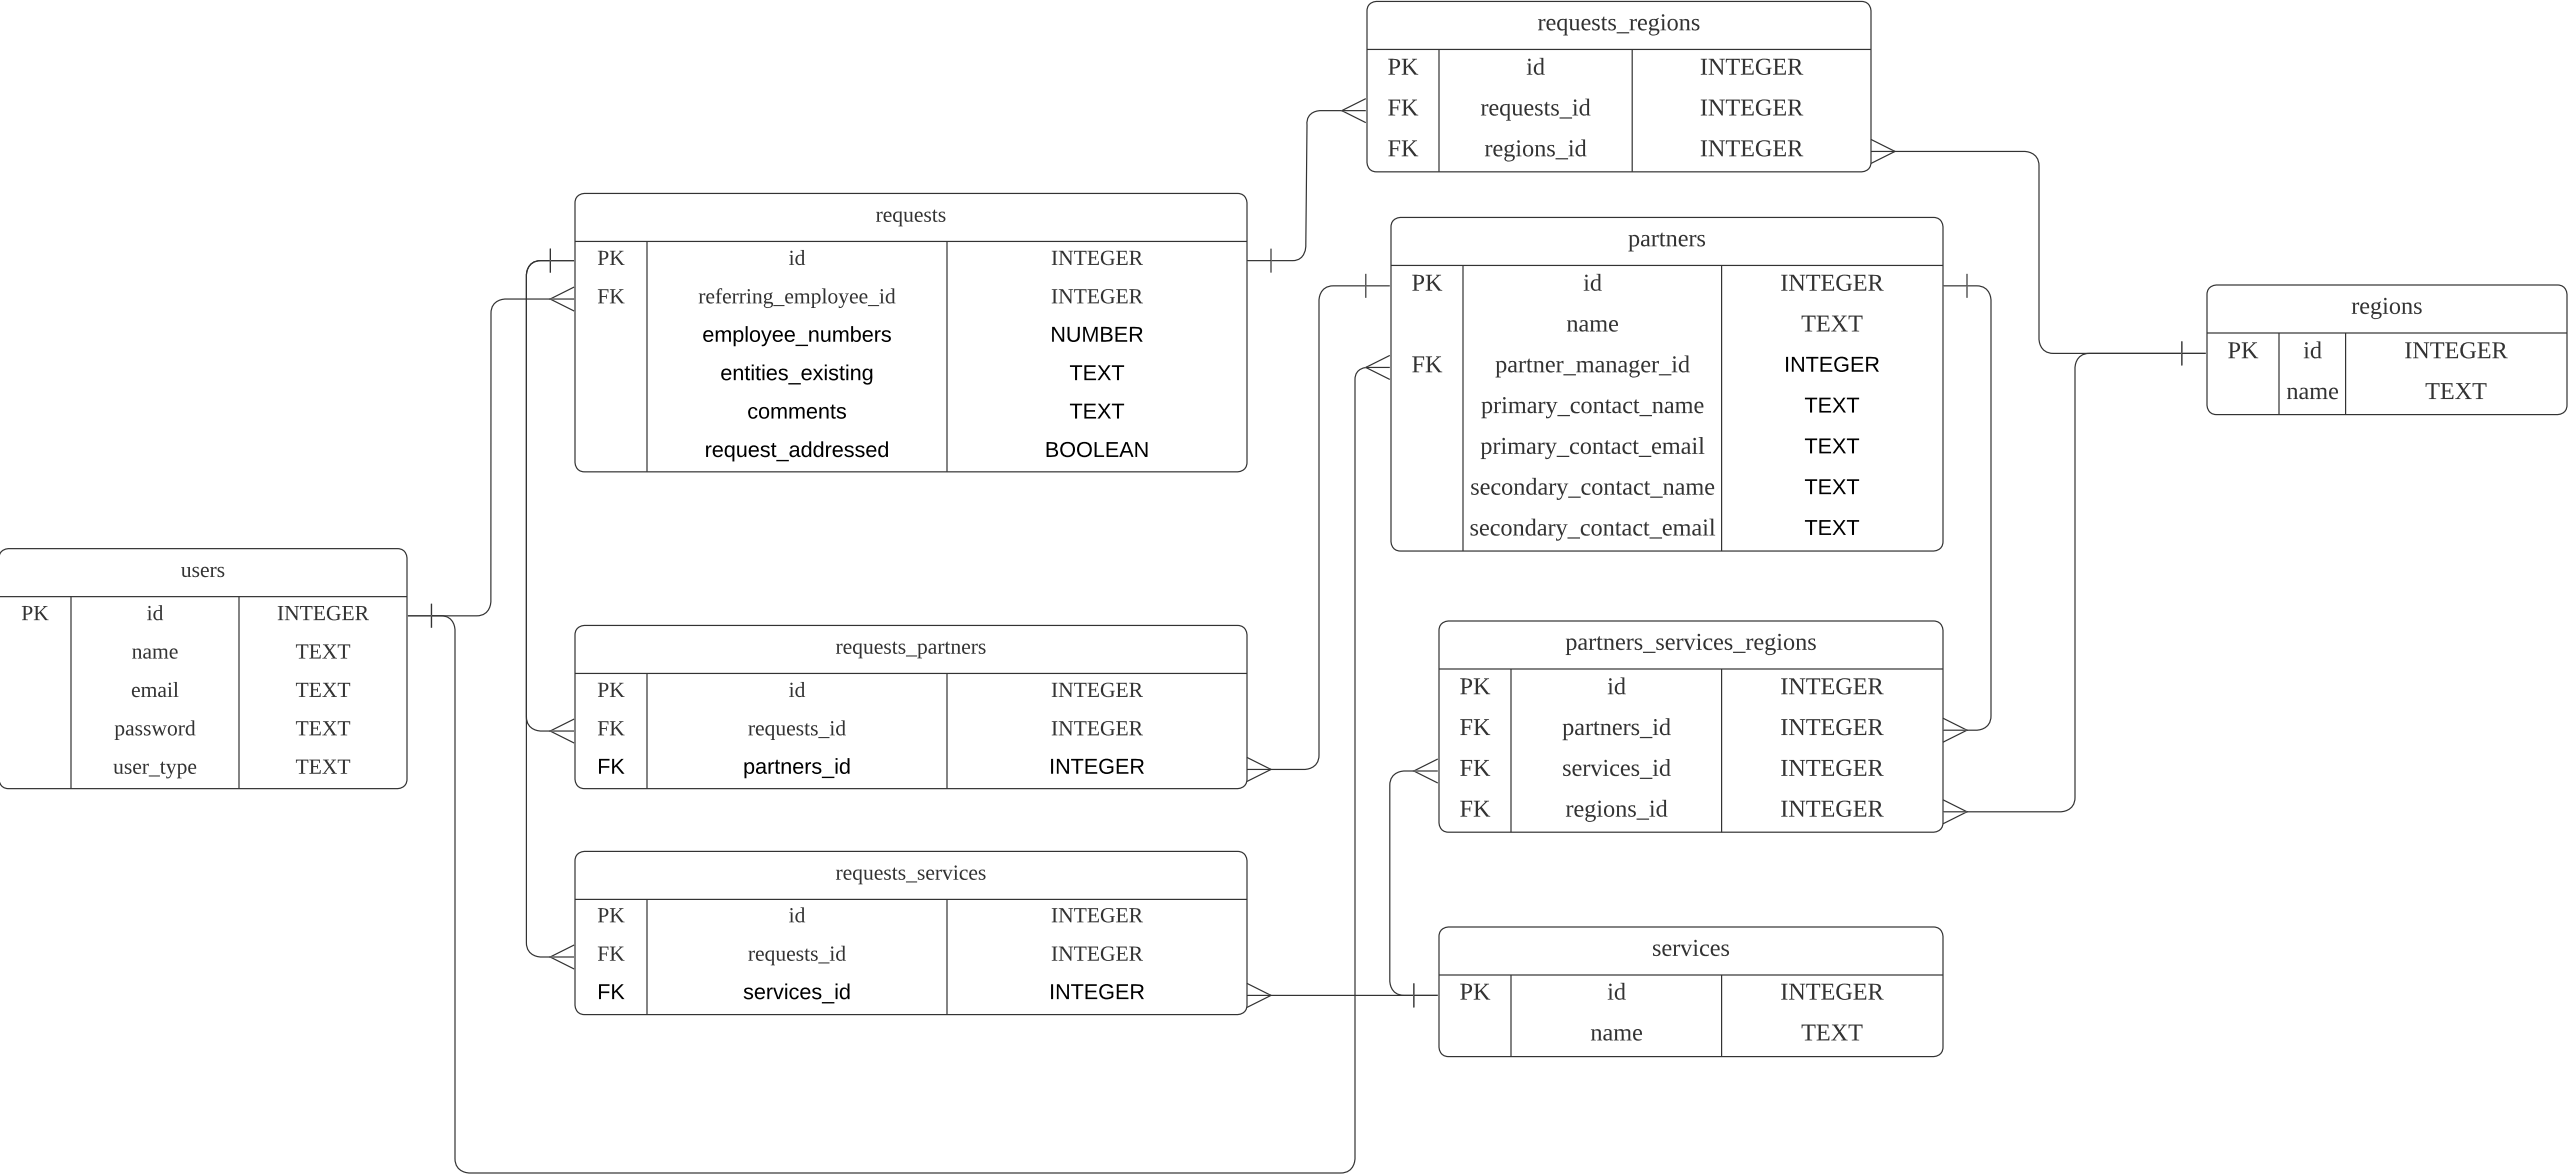 requests_regions
PK id INTEGER
FK requests_id INTEGER
FK regions_id INTEGER
requests
PK id INTEGER
FK referring_employee_id INTEGER
employee_numbers NUMBER
entities_existing TEXT
comments TEXT
request_addressed BOOLEAN
partners
PK id INTEGER
name TEXT
FK partner_manager_id INTEGER
primary_contact_name TEXT
primary_contact_email TEXT
secondary_contact_name TEXT
secondary_contact_email TEXT
regions
PK id INTEGER
name TEXT
users
PK id INTEGER
name TEXT
email TEXT
password TEXT
user_type TEXT
requests_partners
PK id INTEGER
FK requests_id INTEGER
FK partners_id INTEGER
partners_services_regions
PK id INTEGER
FK partners_id INTEGER
FK services_id INTEGER
FK regions_id INTEGER
requests_services
PK id INTEGER
FK requests_id INTEGER
FK services_id INTEGER
services
PK id INTEGER
name TEXT